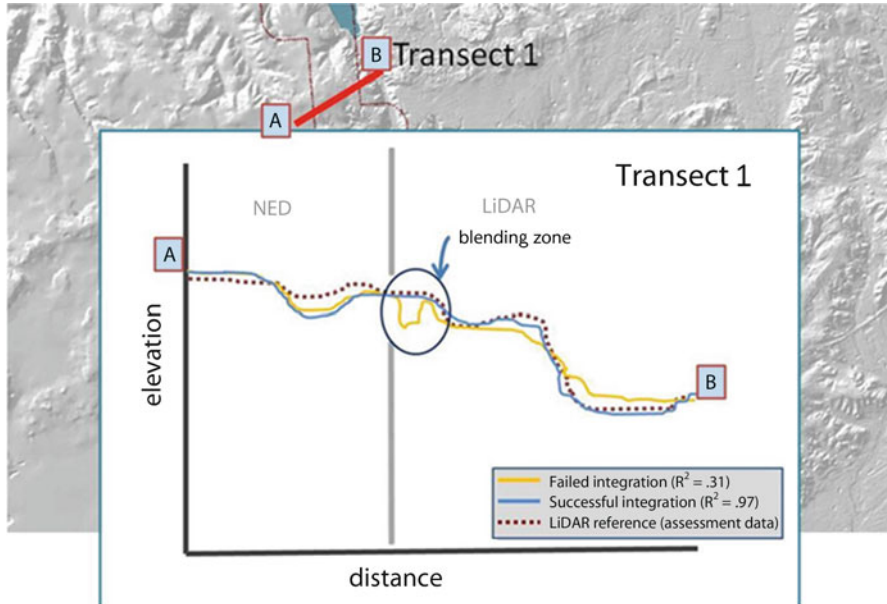 B
Transect 1
A
Transect 1
NED
LiDAR
blending zone
A
elevation
B
Failed integration (R² = .31)
Successful integration (R² = .97)
LiDAR reference (assessment data)
distance